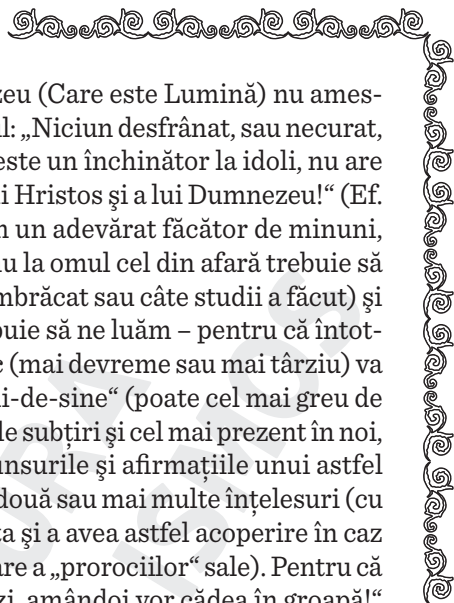 zeu (Care este Lumină) nu ames-
l: „Niciun desfrânat, sau necurat,
este un închinător la idoli, nu are
i Hristos şi a lui Dumnezeu!“ (Ef.
n un adevărat făcător de minuni,
nu la omul cel din afară trebuie să
mbrăcat sau câte studii a făcut) şi
buie să ne luăm – pentru că întot-
c (mai devreme sau mai târziu) va
i-de-sine“ (poate cel mai greu de
le subţiri şi cel mai prezent în noi,
unsurile şi afirmaţiile unui astfel
două sau mai multe înţelesuri (cu
ta şi a avea astfel acoperire în caz
are a „prorociilor“ sale). Pentru că
zi, amândoi vor cădea în groapă!“